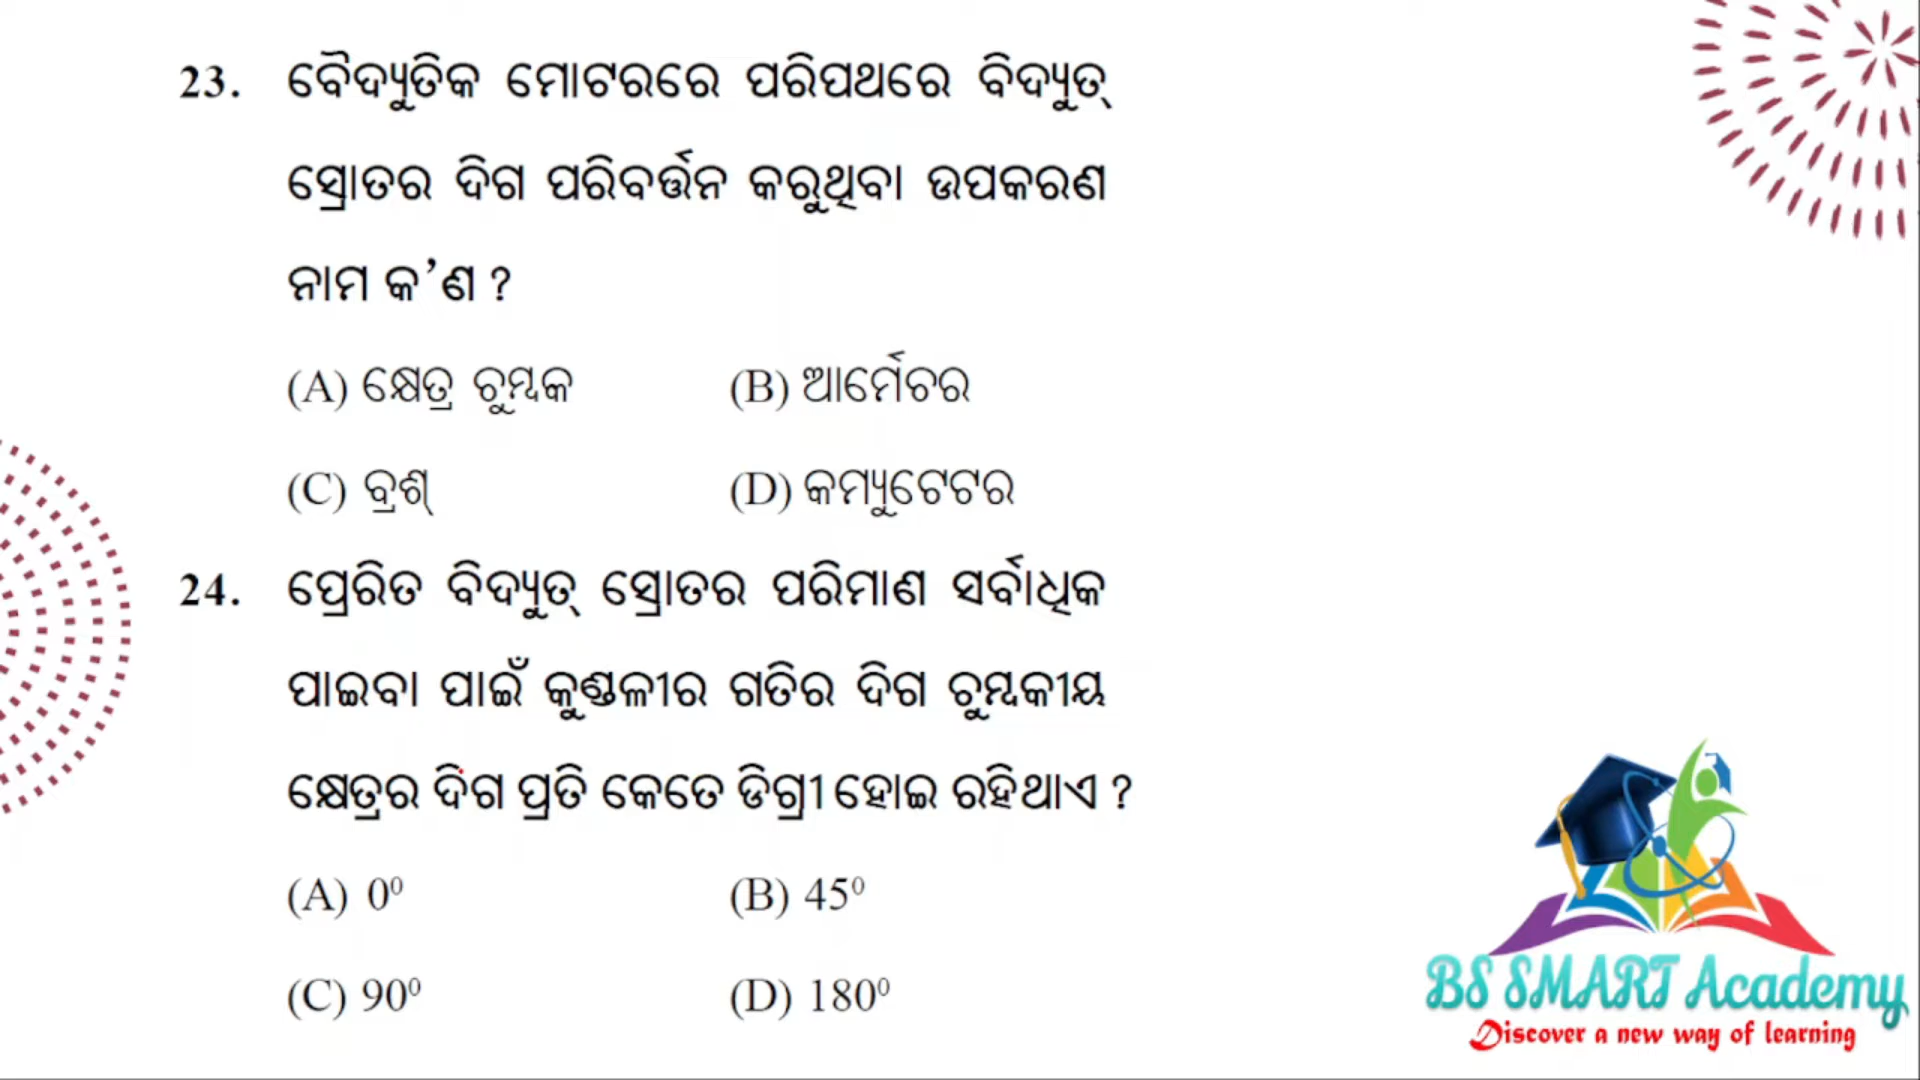 23. ବୈଦ୍ୟୁତିକ ମୋଟରରେ ପରିପଥରେ ବିଦ୍ୟୁତ୍
ସ୍ରୋତର ଦିଗ ପରିବର୍ତ୍ତନ କରୁଥିବା ଉପକରଣ
ନାମ କ’ଣ ?
(A) କ୍ଷେତ୍ର ଚୁମ୍ବକ (B) ଆର୍ମେଚର
(C) ବ୍ରଶ୍ (D) କମ୍ୟୁଟେଟର
24. ପ୍ରେରିତ ବିଦ୍ୟୁତ୍ ସ୍ରୋତର ପରିମାଣ ସର୍ବାଧିକ
ପାଇବା ପାଇଁ କୁଣ୍ଡଳୀର ଗତିର ଦିଗ ଚୁମ୍ବକୀୟ
କ୍ଷେତ୍ରର ଦିଗ ପ୍ରତି କେତେ ଡିଗ୍ରୀ ହୋଇ ରହିଥାଏ ?
(A) 0⁰ (B) 45⁰
(C) 90⁰ (D) 180⁰
BS SMART Academy
Discover a new way of learning